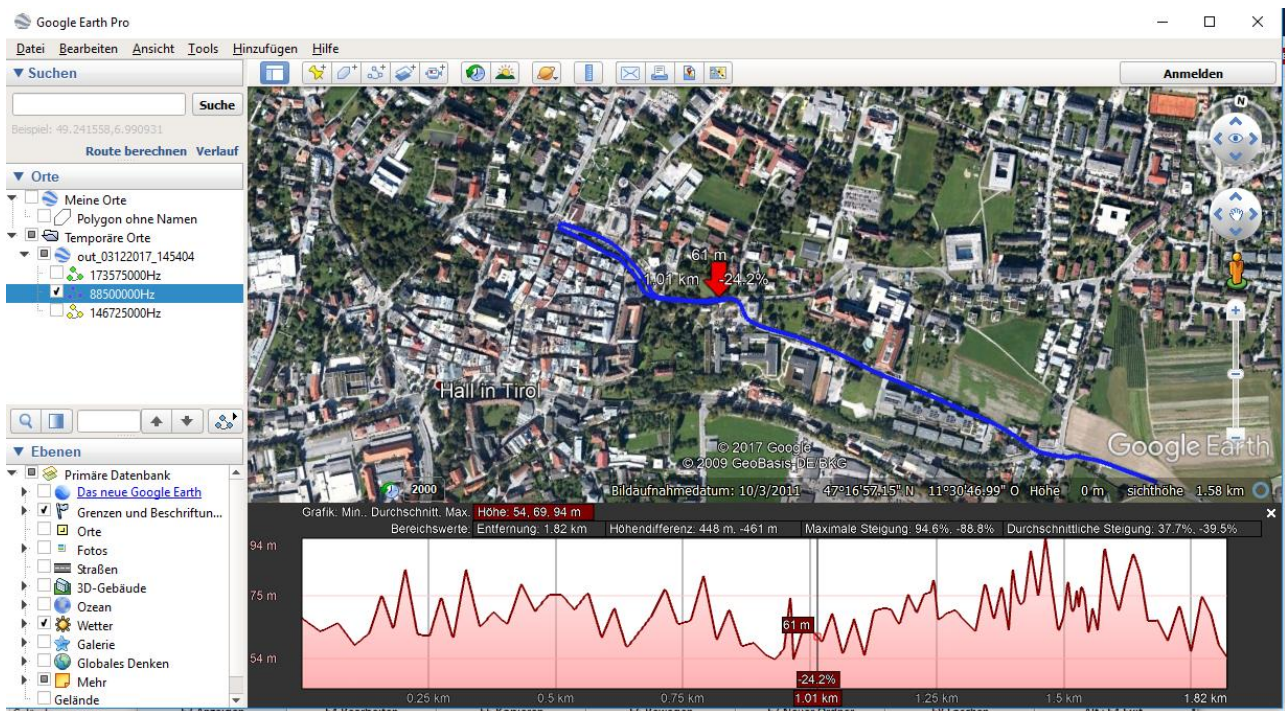 Google Earth Pro
Datei Bearbeiten Ansicht Tools Hinzufügen Hilfe
Suchen
Suche
Beispiel: 49.241558,6.990931
Route berechnen Verlauf
Orte
Meine Orte
Polygon ohne Namen
Temporäre Orte
out_03122017_145404
173575000Hz
88500000Hz
146725000Hz
Ebenen
Primäre Datenbank
Das neue Google Earth
Grenzen und Beschriftun...
Orte
Fotos
Straßen
3D-Gebäude
Ozean
Wetter
Galerie
Globales Denken
Mehr
Gelände
Anmelden
N
61 m
1.01 km -24.2%
Hall in Tirol
© 2017 Google
© 2009 GeoBasis-DE/BKG
Google Earth
2000
Bildaufnahmedatum: 10/3/2011 47°16'57.15" N 11°30'46.99" O Höhe 0 m sichthöhe 1.58 km
Grafik: Min., Durchschnitt, Max. Höhe: 54, 69, 94 m
Bereichswerte: Entfernung: 1.82 km Höhendifferenz: 448 m, -461 m Maximale Steigung: 94.6%, -88.8% Durchschnittliche Steigung: 37.7%, -39.5%
94 m
75 m
61 m
54 m
-24.2%
0.25 km 0.5 km 0.75 km 1.01 km 1.25 km 1.5 km 1.82 km